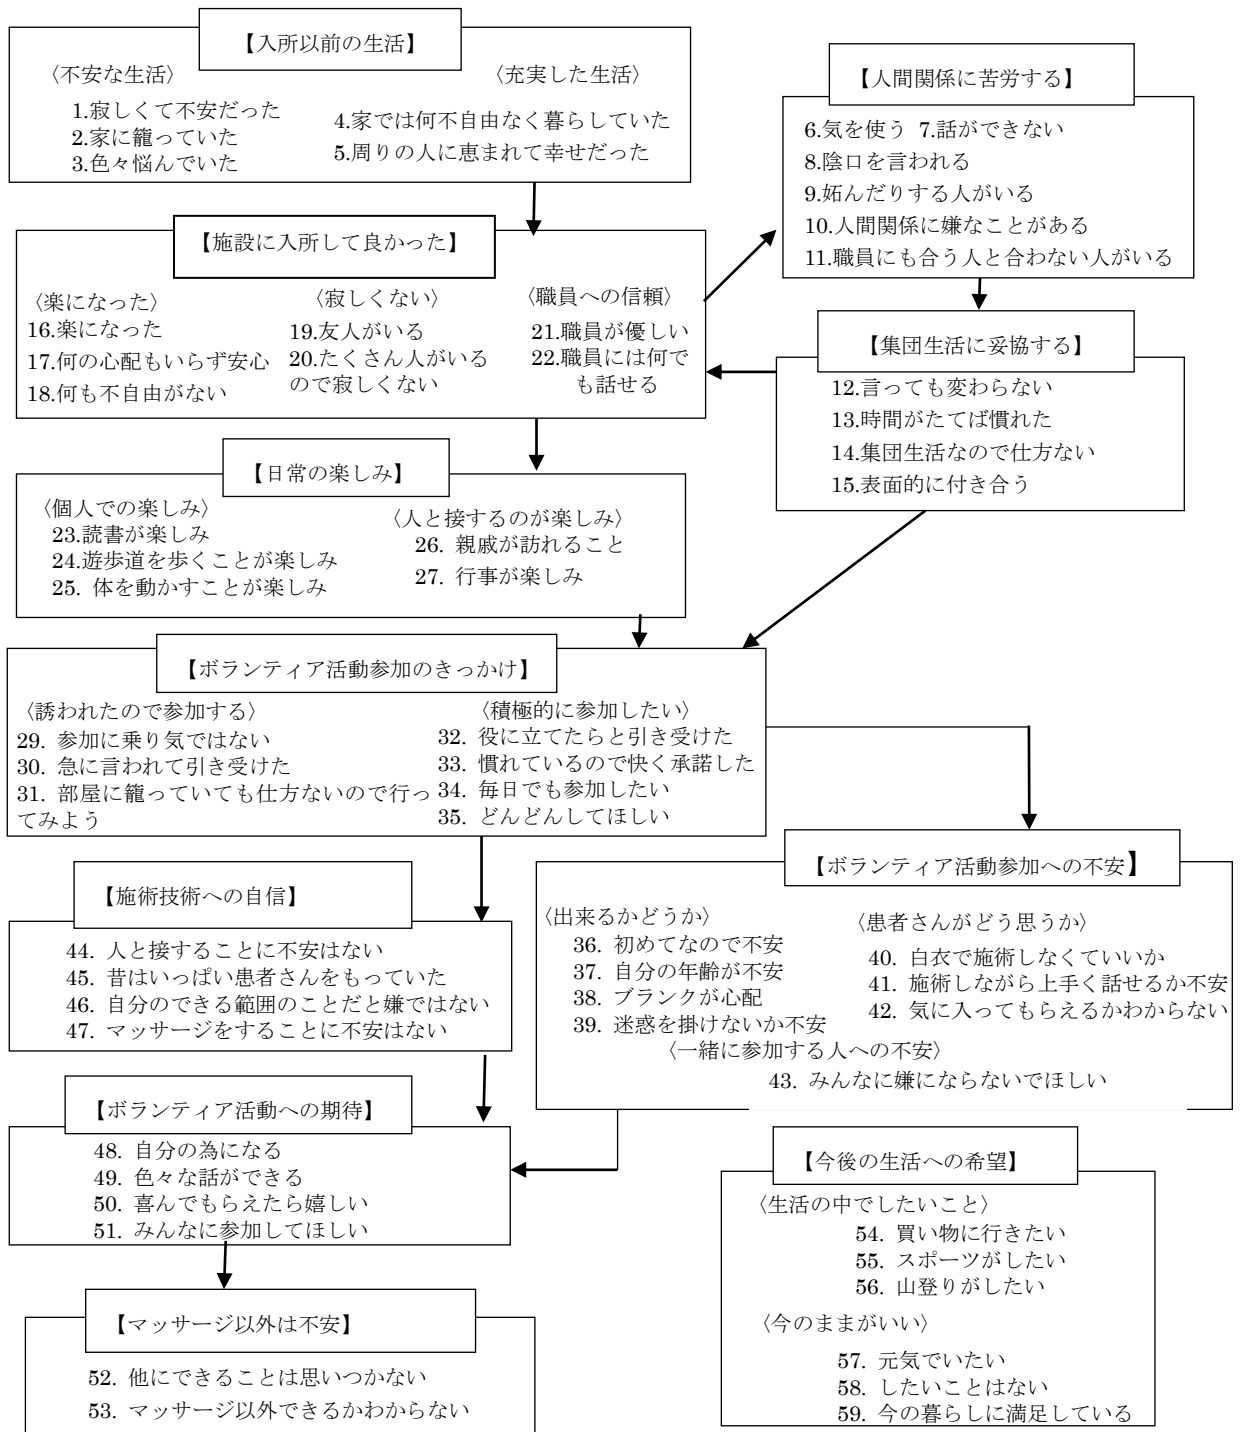 【入所以前の生活】
〈不安な生活〉
1.寂しくて不安だった
2.家に籠っていた
3.色々悩んでいた
〈充実した生活〉
4.家では何不自由なく暮らしていた
5.周りの人に恵まれて幸せだった
【人間関係に苦労する】
6.気を使う 7.話ができない
8.陰口を言われる
9.妬んだりする人がいる
10.人間関係に嫌なことがある
11.職員にも合う人と合わない人がいる
【施設に入所して良かった】
〈楽になった〉
16.楽になった
17.何の心配もいらず安心
18.何も不自由がない
〈寂しくない〉
19.友人がいる
20.たくさん人がいる
ので寂しくない
〈職員への信頼〉
21.職員が優しい
22.職員には何で
も話せる
【集団生活に妥協する】
12.言っても変わらない
13.時間がたてば慣れた
14.集団生活なので仕方ない
15.表面的に付き合う
【日常の楽しみ】
〈個人での楽しみ〉
23.読書が楽しみ
24.遊歩道を歩くことが楽しみ
25. 体を動かすことが楽しみ
〈人と接するのが楽しみ〉
26. 親戚が訪れること
27. 行事が楽しみ
【ボランティア活動参加のきっかけ】
〈誘われたので参加する〉
29. 参加に乗り気ではない
30. 急に言われて引き受けた
31. 部屋に籠っていても仕方ないので行っ
てみよう
〈積極的に参加したい〉
32. 役に立てたらと引き受けた
33. 慣れているので快く承諾した
34. 毎日でも参加したい
35. どんどんしてほしい
【施術技術への自信】
44. 人と接することに不安はない
45. 昔はいっぱい患者さんをもっていた
46. 自分のできる範囲のことだと嫌ではない
47. マッサージをすることに不安はない
【ボランティア活動参加への不安】
〈出来るかどうか〉
36. 初めてなので不安
37. 自分の年齢が不安
38. ブランクが心配
39. 迷惑を掛けないか不安
〈患者さんがどう思うか〉
40. 白衣で施術しなくていいか
41. 施術しながら上手く話せるか不安
42. 気に入ってもらえるかわからない
〈一緒に参加する人への不安〉
43. みんなに嫌にならないでほしい
【ボランティア活動への期待】
48. 自分の為になる
49. 色々な話ができる
50. 喜んでもらえたら嬉しい
51. みんなに参加してほしい
【今後の生活への希望】
〈生活の中でしたいこと〉
54. 買い物に行きたい
55. スポーツがしたい
56. 山登りがしたい
〈今のままがいい〉
57. 元気でいたい
58. したいことはない
59. 今の暮らしに満足している
【マッサージ以外は不安】
52. 他にできることは思いつかない
53. マッサージ以外できるかわからない